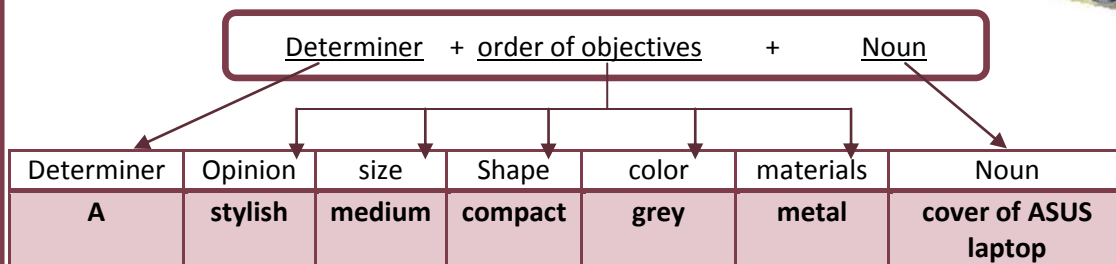 Determiner + order of objectives + Noun
Determiner Opinion size Shape color materials Noun
A stylish medium compact grey metal cover of ASUS
laptop